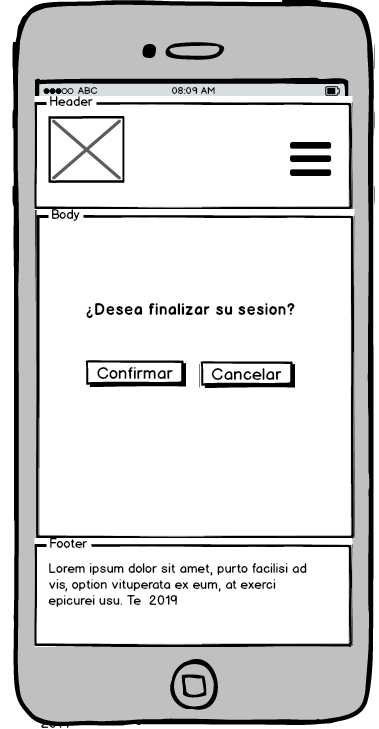 ●●●○○ ABC 08:09 AM
Header
Body
¿Desea finalizar su sesion?
Confirmar Cancelar
Footer
Lorem ipsum dolor sit amet, purto facilisi ad
vis, option vituperata ex eum, at exerci
epicurei usu. Te 2019